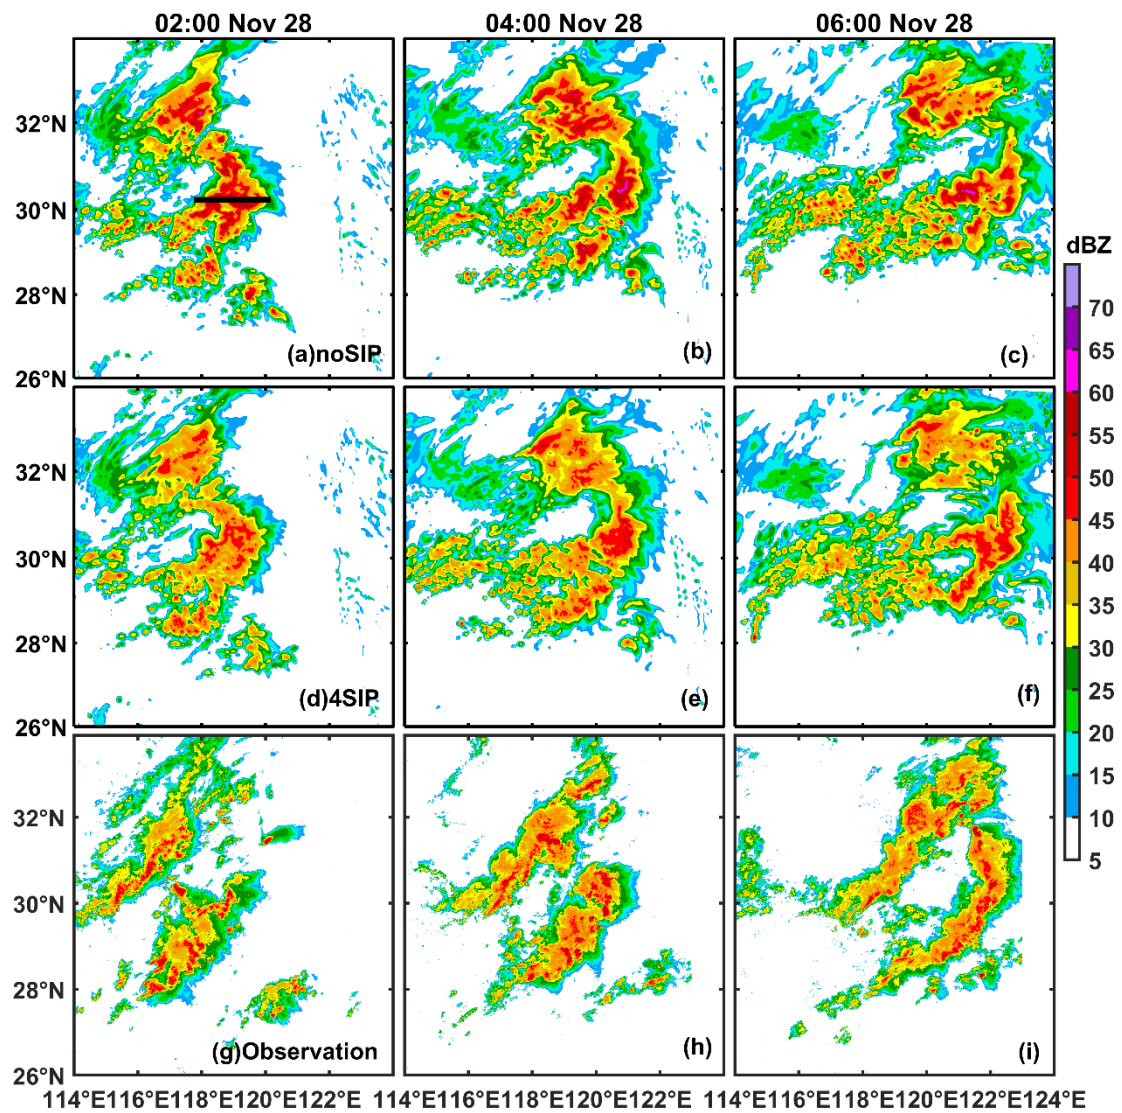 02:00 Nov 28 04:00 Nov 28 06:00 Nov 28
32°N
30°N
28°N
26°N
(a)noSIP (b) (c)
dBZ
70
65
60
55
50
45
40
35
30
25
20
15
10
5
32°N
30°N
28°N
26°N
(d)4SIP (e) (f)
32°N
30°N
28°N
26°N
(g)Observation (h) (i)
114°E116°E118°E120°E122°E114°E116°E118°E120°E122°E114°E116°E118°E120°E122°E124°E